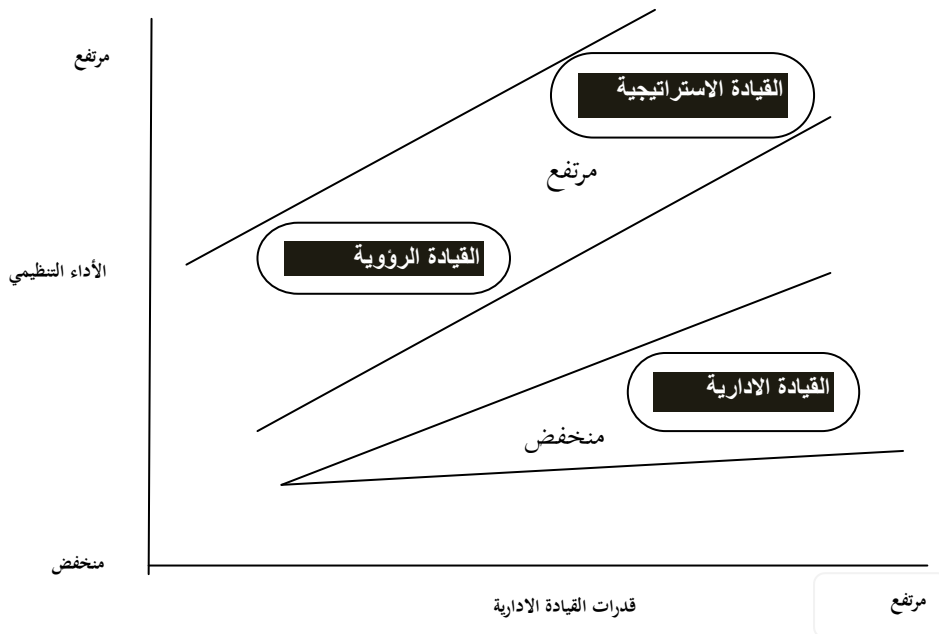 مرتفع
القيادة الاستراتيجية
مرتفع
القيادة الرؤوية
الأداء التنظيمي
القيادة الادارية
منخفض
منخفض
قدرات القيادة الادارية
مرتفع